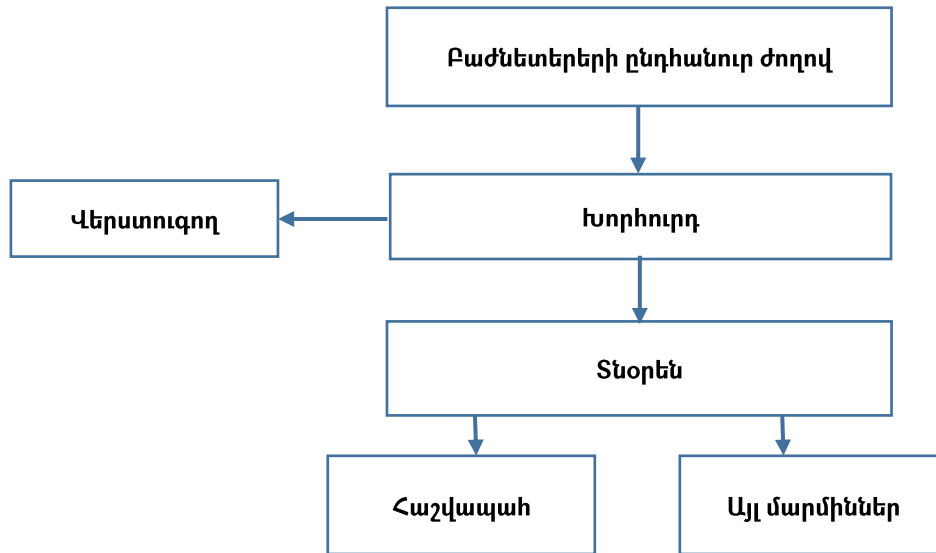 Բաժնետերերի ընդհանուր ժողով
Վերստուգող
Խորհուրդ
Տնօրեն
Հաշվապահ
Այլ մարմիններ